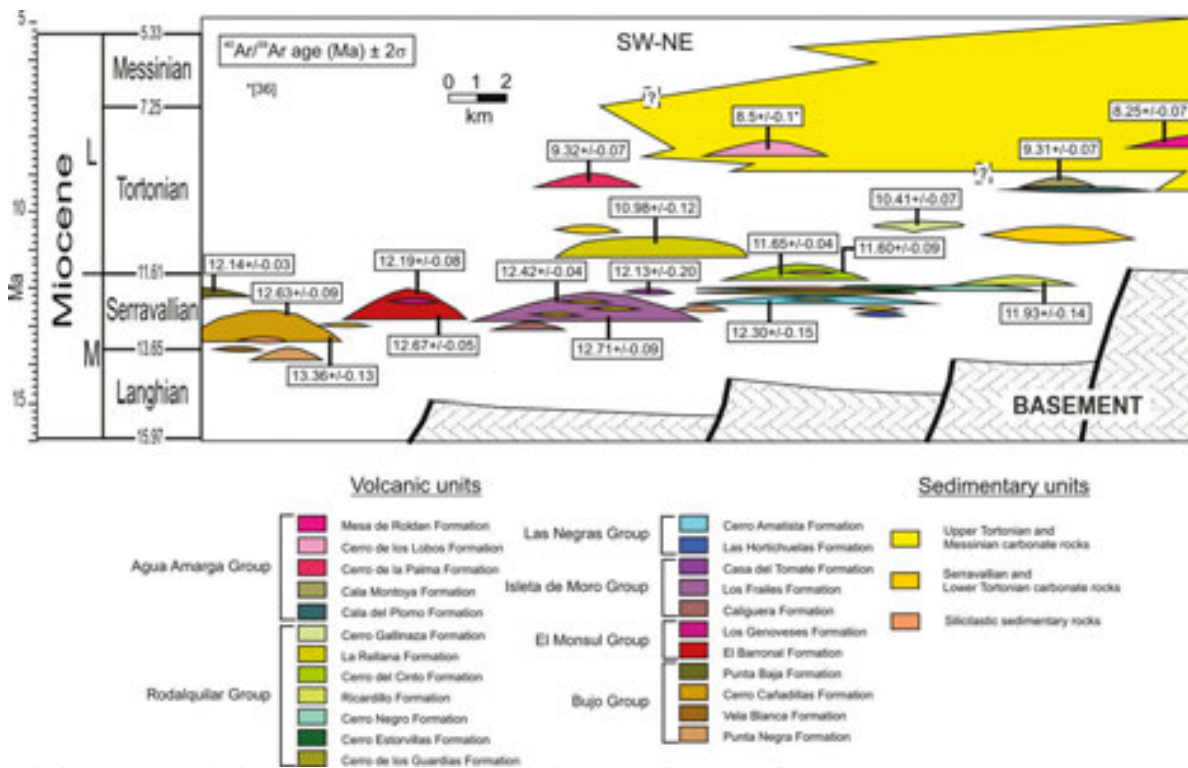 5
5.33
Messinian
7.25
L
Tortonian
10
11.61
Ma
Miocene
Serravallian
M
13.65
Langhian
15
15.97
40Ar/39Ar age (Ma) ± 2σ
*[36]
SW-NE
0 1 2
km
?
8.5+/-0.1*
8.25+/-0.07
9.32+/-0.07
?
9.31+/-0.07
10.98+/-0.12
10.41+/-0.07
11.65+/-0.04
11.60+/-0.09
12.14+/-0.03
12.19+/-0.08
12.42+/-0.04
12.13+/-0.20
12.63+/-0.09
11.93+/-0.14
12.30+/-0.15
12.67+/-0.05
12.71+/-0.09
13.36+/-0.13
BASEMENT
Volcanic units
Agua Amarga Group
Mesa de Roldan Formation
Cerro de los Lobos Formation
Cerro de la Palma Formation
Cala Montoya Formation
Cala del Plomo Formation
Rodalquilar Group
Cerro Gallinaza Formation
La Rellana Formation
Cerro del Cinto Formation
Ricardillo Formation
Cerro Negro Formation
Cerro Estorvillas Formation
Cerro de los Guardias Formation
Las Negras Group
Cerro Amatista Formation
Las Hortichuelas Formation
Isleta de Moro Group
Casa del Tomate Formation
Los Frailes Formation
Caliguera Formation
El Monsul Group
Los Genoveses Formation
El Barronal Formation
Bujo Group
Punta Baja Formation
Cerro Cañadillas Formation
Vela Blanca Formation
Punta Negra Formation
Sedimentary units
Upper Tortonian and
Messinian carbonate rocks
Serravallian and
Lower Tortonian carbonate rocks
Silicilastic sedimentary rocks